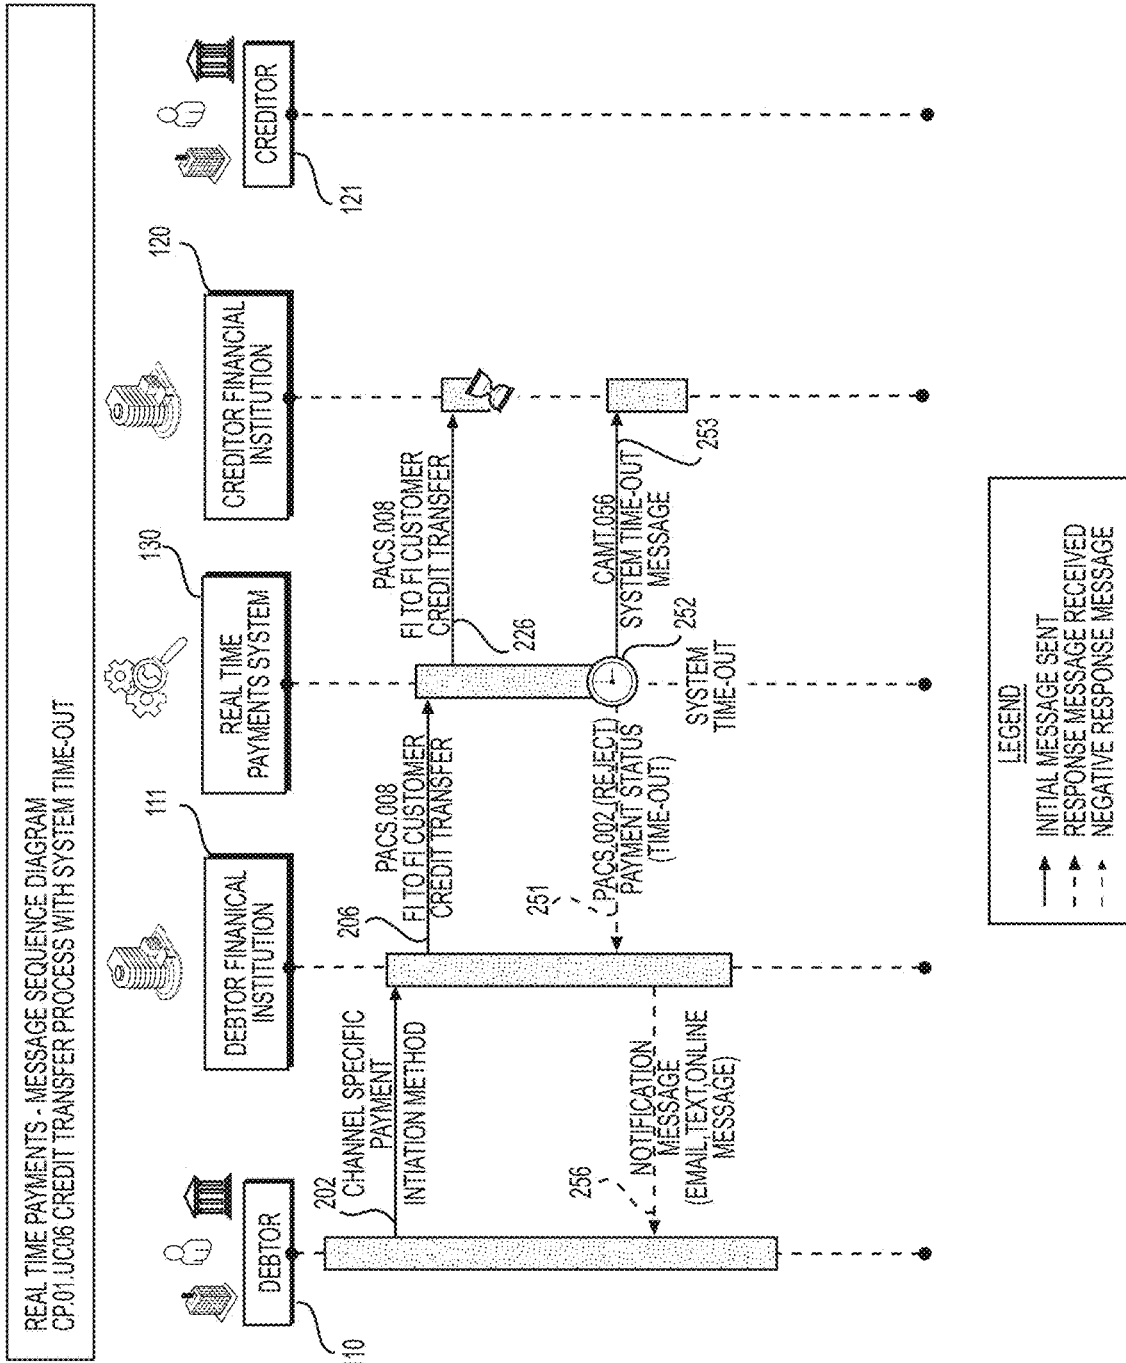 REAL TIME PAYMENTS - MESSAGE SEQUENCE DIAGRAM
CP.01.UC06 CREDIT TRANSFER PROCESS WITH SYSTEM TIME-OUT
DEBTOR
110
DEBTOR FINANICAL
INSTITUTION
111
REAL TIME
PAYMENTS SYSTEM
130
CREDITOR FINANCIAL
INSTITUTION
120
CREDITOR
121
202
CHANNEL SPECIFIC
PAYMENT
INTIATION METHOD
206
PACS.008
FI TO FI CUSTOMER
CREDIT TRANSFER
PACS.008
FI TO FI CUSTOMER
CREDIT TRANSFER
226
251
PACS.002 (REJECT)
PAYMENT STATUS
(TIME-OUT)
252
SYSTEM
TIME-OUT
CAMT.056
SYSTEM TIME-OUT
MESSAGE
253
256
NOTIFICATION
MESSAGE
(EMAIL,TEXT,ONLINE
MESSAGE)
LEGEND
INITIAL MESSAGE SENT
RESPONSE MESSAGE RECEIVED
NEGATIVE RESPONSE MESSAGE